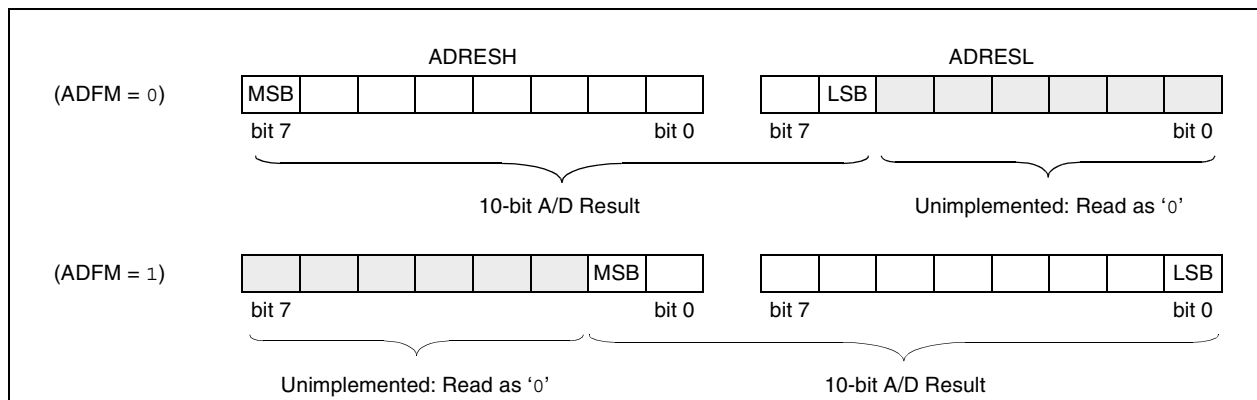 ADRESH ADRESL
(ADFM = 0) MSB LSB
bit 7 bit 0 bit 7 bit 0
10-bit A/D Result Unimplemented: Read as ‘0’
(ADFM = 1) MSB LSB
bit 7 bit 0 bit 7 bit 0
Unimplemented: Read as ‘0’ 10-bit A/D Result